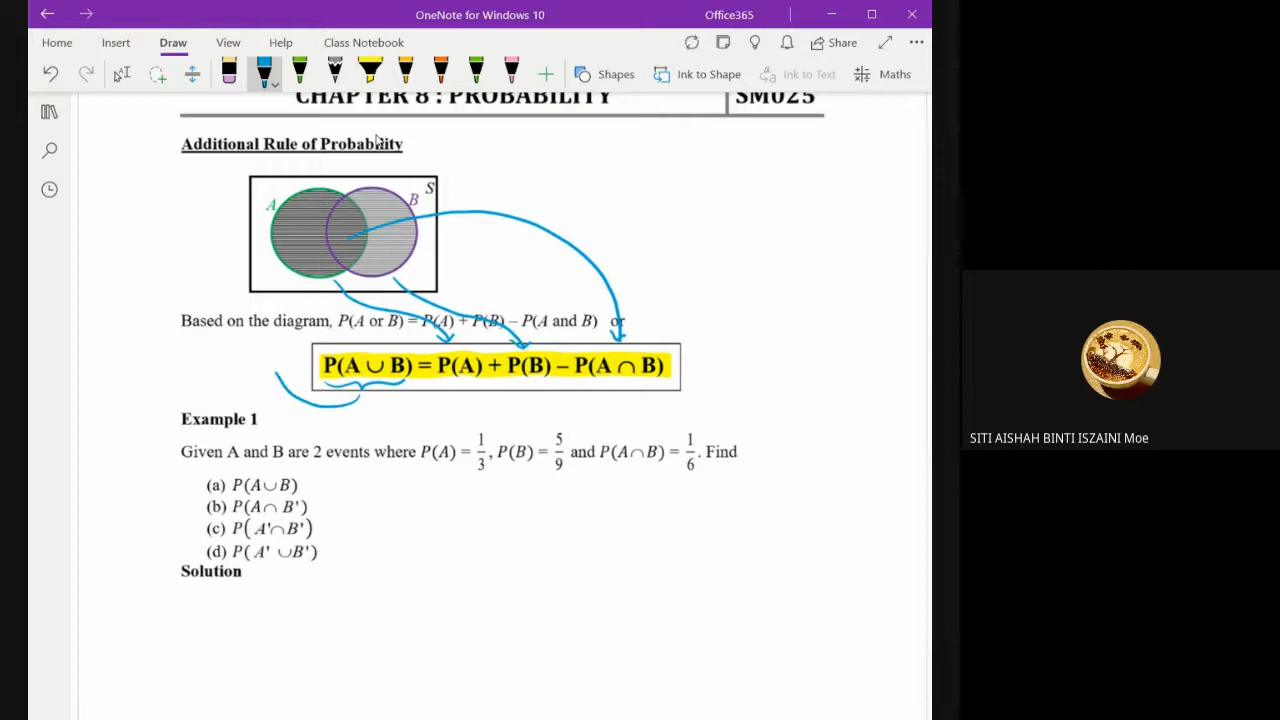 OneNote for Windows 10
Office365
Home Insert Draw View Help Class Notebook Share
Shapes Ink to Shape Ink to Text Maths
CHAPTER 8 : PROBABILITY SM025
Additional Rule of Probability
S
A B
Based on the diagram, P(A or B) = P(A) + P(B) – P(A and B) or
P(A ∪ B) = P(A) + P(B) – P(A ∩ B)
Example 1
Given A and B are 2 events where P(A) = 1/3, P(B) = 5/9 and P(A∩B) = 1/6. Find
(a) P(A∪B)
(b) P(A∩ B')
(c) P( A'∩B')
(d) P( A' ∪B')
Solution
SITI AISHAH BINTI ISZAINI Moe